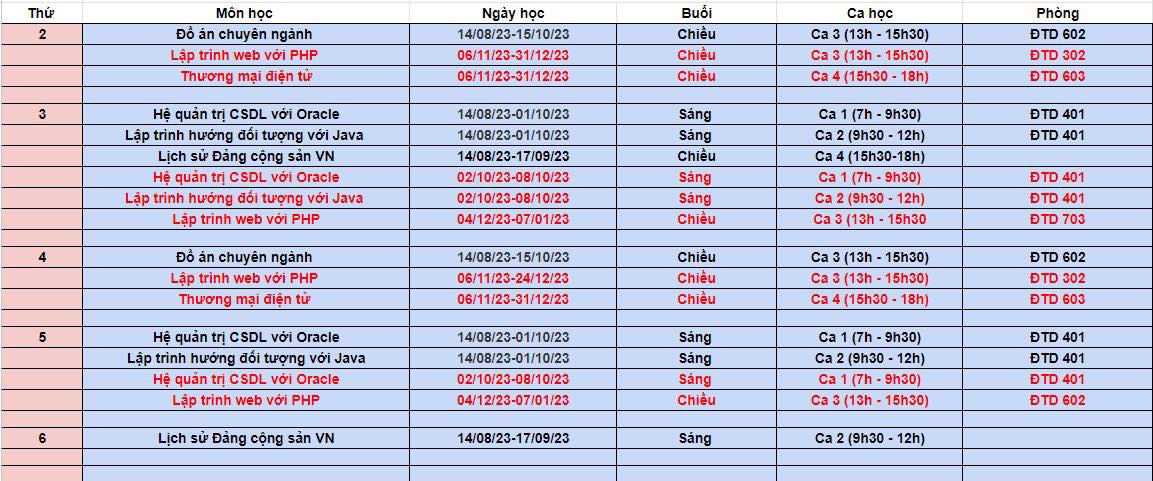 Thứ Môn học Ngày học Buổi Ca học Phòng
2 Đồ án chuyên ngành 14/08/23-15/10/23 Chiều Ca 3 (13h - 15h30) ĐTD 602
Lập trình web với PHP 06/11/23-31/12/23 Chiều Ca 3 (13h - 15h30) ĐTD 302
Thương mại điện tử 06/11/23-31/12/23 Chiều Ca 4 (15h30 - 18h) ĐTD 603
3 Hệ quản trị CSDL với Oracle 14/08/23-01/10/23 Sáng Ca 1 (7h - 9h30) ĐTD 401
Lập trình hướng đối tượng với Java 14/08/23-01/10/23 Sáng Ca 2 (9h30 - 12h) ĐTD 401
Lịch sử Đảng cộng sản VN 14/08/23-17/09/23 Chiều Ca 4 (15h30-18h)
Hệ quản trị CSDL với Oracle 02/10/23-08/10/23 Sáng Ca 1 (7h - 9h30) ĐTD 401
Lập trình hướng đối tượng với Java 02/10/23-08/10/23 Sáng Ca 2 (9h30 - 12h) ĐTD 401
Lập trình web với PHP 04/12/23-07/01/23 Chiều Ca 3 (13h - 15h30 ĐTD 703
4 Đồ án chuyên ngành 14/08/23-15/10/23 Chiều Ca 3 (13h - 15h30) ĐTD 602
Lập trình web với PHP 06/11/23-24/12/23 Chiều Ca 3 (13h - 15h30) ĐTD 302
Thương mại điện tử 06/11/23-31/12/23 Chiều Ca 4 (15h30 - 18h) ĐTD 603
5 Hệ quản trị CSDL với Oracle 14/08/23-01/10/23 Sáng Ca 1 (7h - 9h30) ĐTD 401
Lập trình hướng đối tượng với Java 14/08/23-01/10/23 Sáng Ca 2 (9h30 - 12h) ĐTD 401
Hệ quản trị CSDL với Oracle 02/10/23-08/10/23 Sáng Ca 1 (7h - 9h30) ĐTD 401
Lập trình web với PHP 04/12/23-07/01/23 Chiều Ca 3 (13h - 15h30) ĐTD 602
6 Lịch sử Đảng cộng sản VN 14/08/23-17/09/23 Sáng Ca 2 (9h30 - 12h)